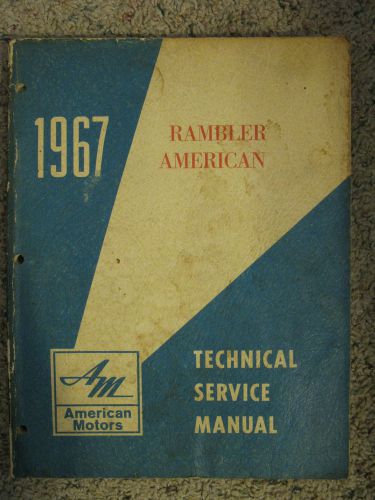 1967
RAMBLER
AMERICAN
TECHNICAL
SERVICE
MANUAL
AM
American
Motors